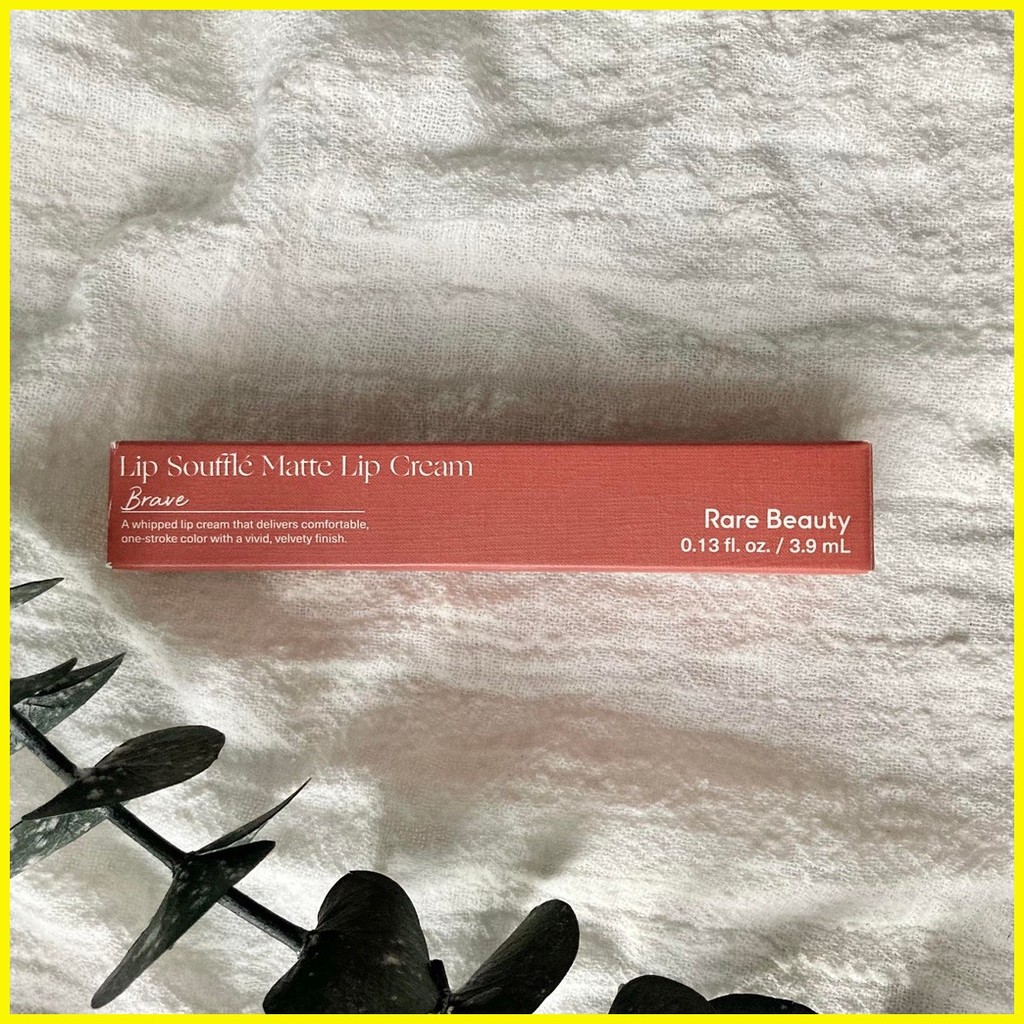 Lip Soufflé Matte Lip Cream
Brave
A whipped lip cream that delivers comfortable,
one-stroke color with a vivid, velvety finish.
Rare Beauty
0.13 fl. oz. / 3.9 mL